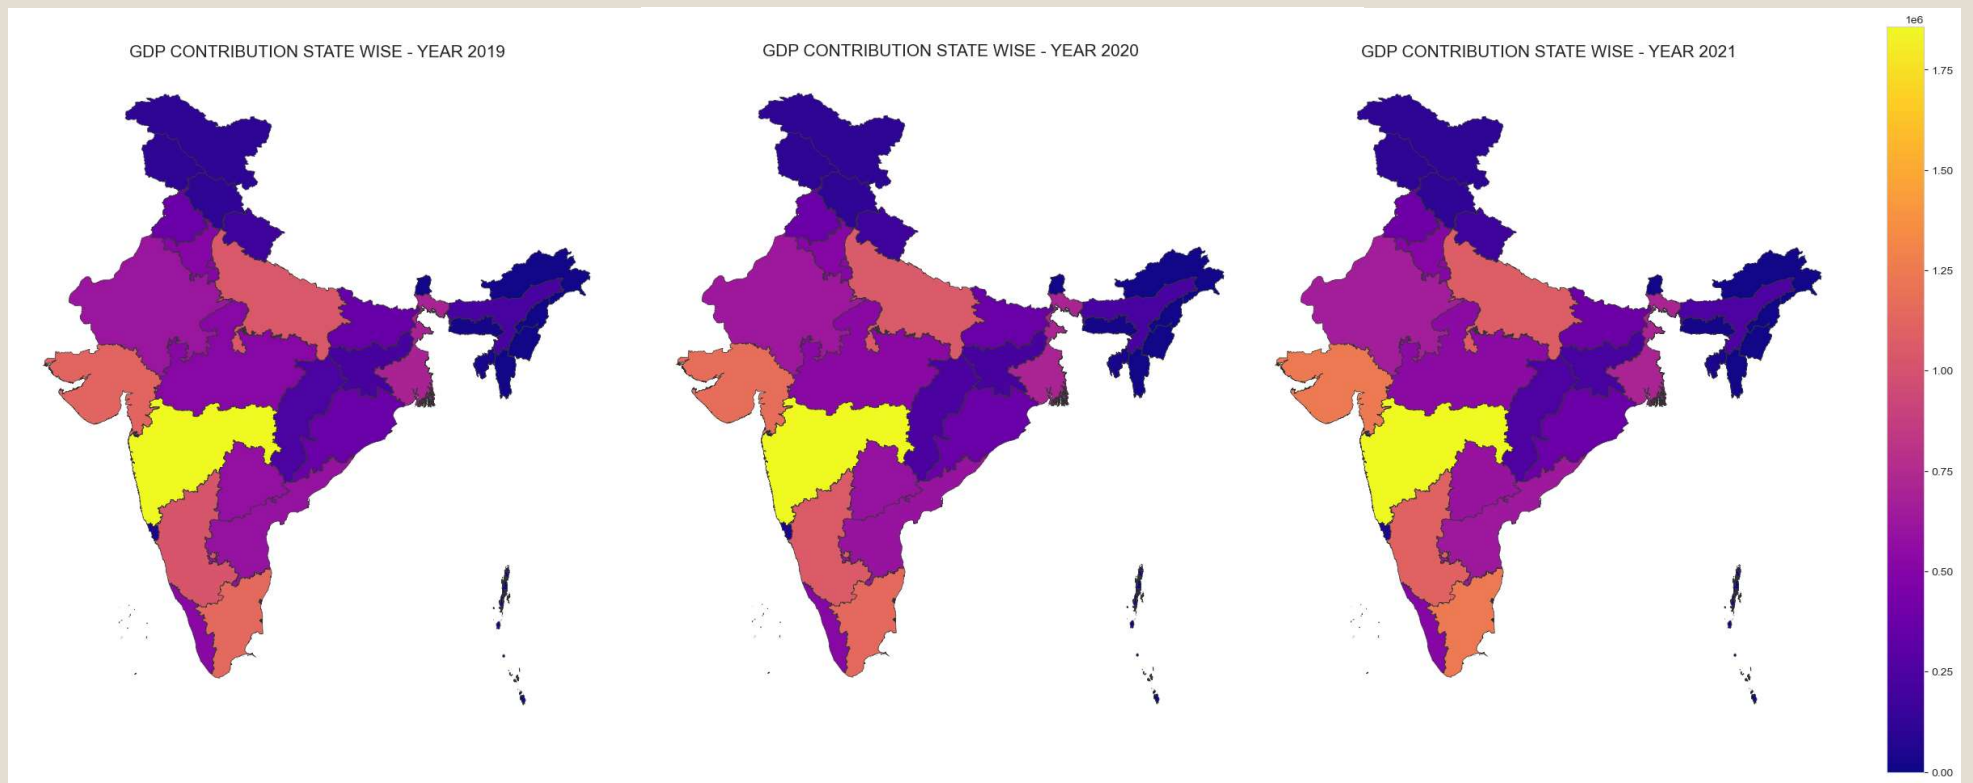 GDP CONTRIBUTION STATE WISE - YEAR 2019
GDP CONTRIBUTION STATE WISE - YEAR 2020
GDP CONTRIBUTION STATE WISE - YEAR 2021
1e6
1.75
1.50
1.25
1.00
0.75
0.50
0.25
0.00